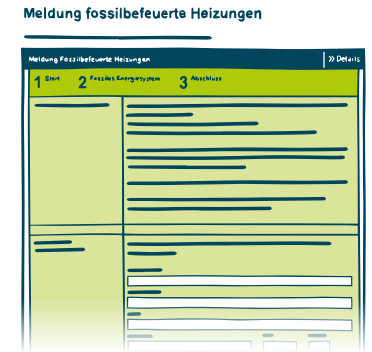 Meldung fossilbefeuerte Heizungen
Meldung Fossilbefeuerte Heizungen » Details
1 Start 2 Fossiles Energiesystem 3 Abschluss